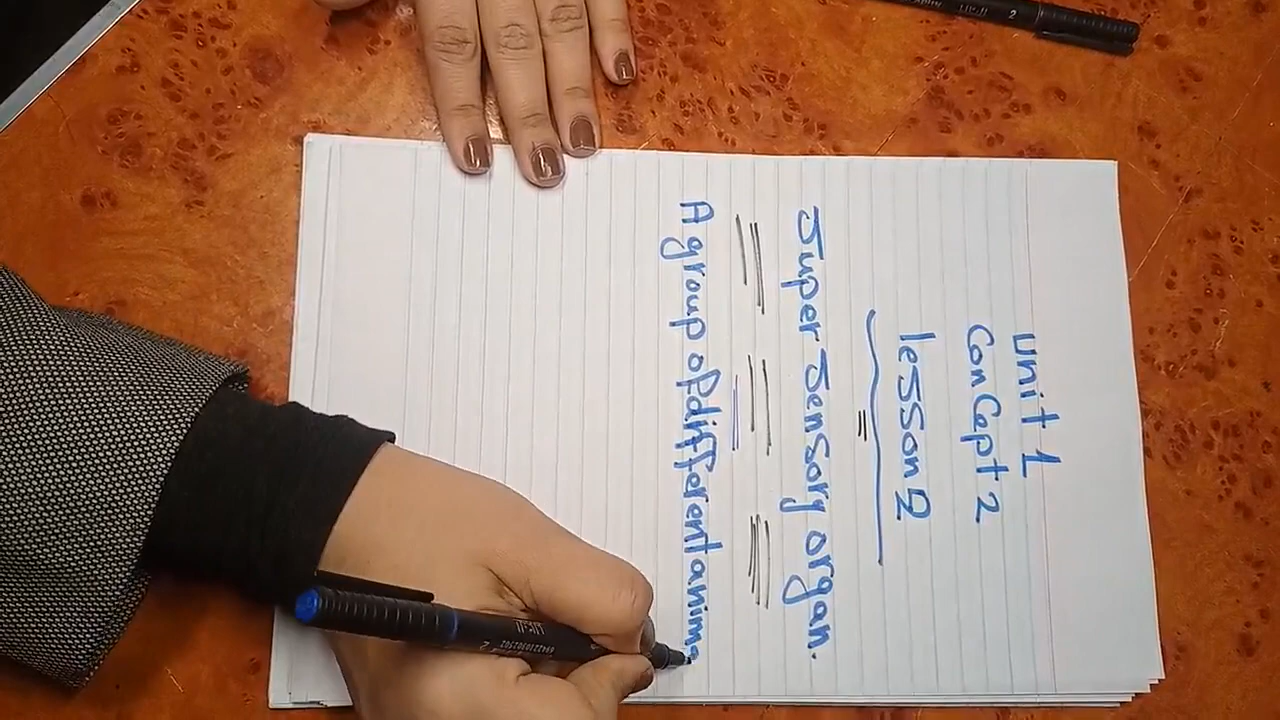 Unit 1
ConCept 2
lesson 2
Super Sensory organ.
A group of different anima